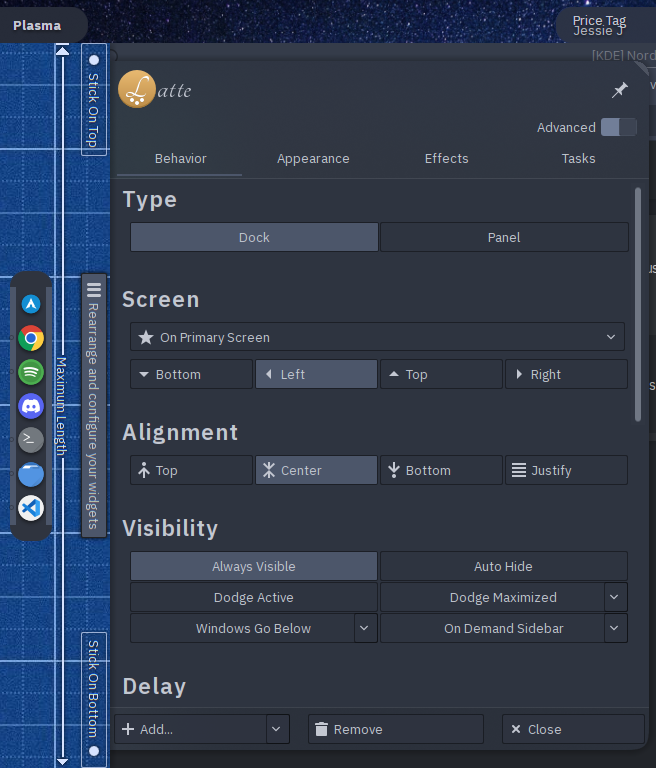 Plasma
Price Tag
Jessie J
[KDE] Nord
Latte
Advanced
Behavior
Appearance
Effects
Tasks
Type
Dock
Panel
Screen
On Primary Screen
Bottom
Left
Top
Right
Alignment
Top
Center
Bottom
Justify
Visibility
Always Visible
Auto Hide
Dodge Active
Dodge Maximized
Windows Go Below
On Demand Sidebar
Delay
Add...
Remove
Close
Stick On Top
Maximum Length
Rearrange and configure your widgets
Stick On Bottom